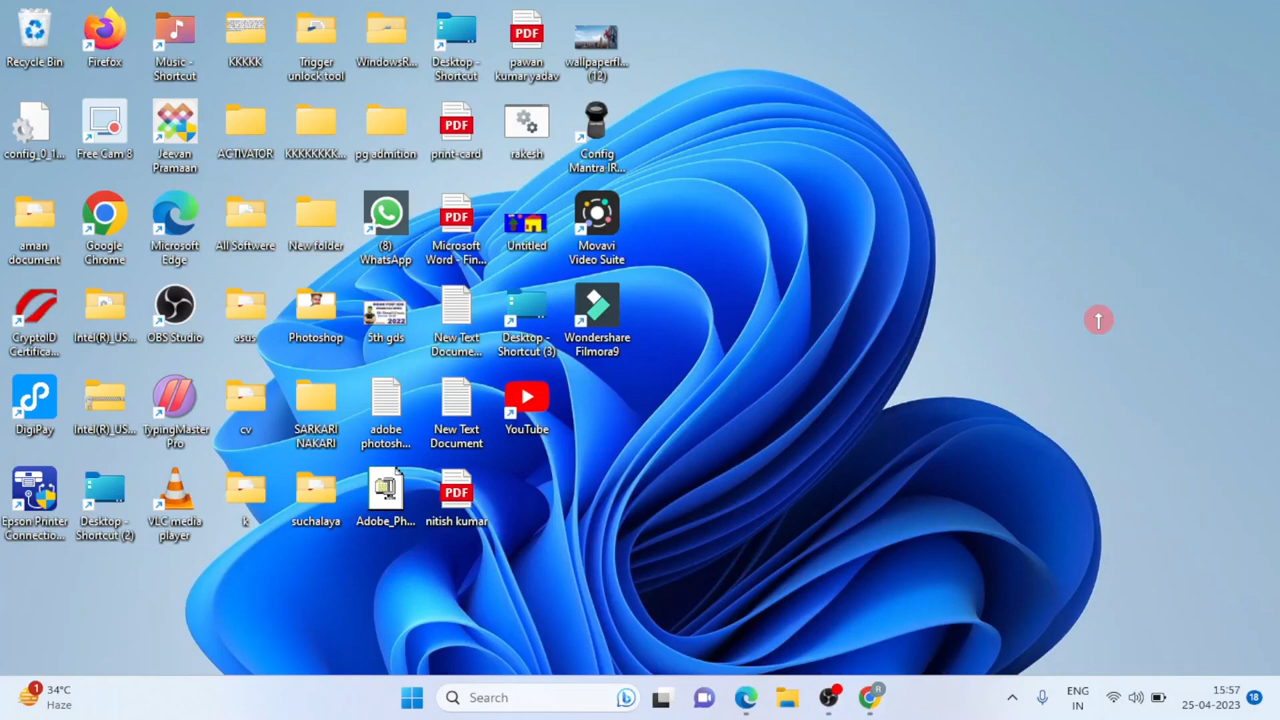 Recycle Bin
Firefox
Music - Shortcut
KKKKK
Trigger unlock tool
WindowsR...
Desktop - Shortcut
PDF
pawan kumar yadav
wallpaperfl... (12)
config_0_1...
Free Cam 8
Jeevan Pramaan
ACTIVATOR
KKKKKKKK...
pg admition
PDF
print-card
rakesh
Config Mantra IR...
aman document
Google Chrome
Microsoft Edge
All Softwere
New folder
(8) WhatsApp
PDF
Microsoft Word - Fin...
Untitled
Movavi Video Suite
CryptoID Certifica...
Intel(R)_US...
OBS Studio
asus
Photoshop
2022
5th gds
New Text Docume...
Desktop - Shortcut (3)
Wondershare Filmora9
DigiPay
Intel(R)_US...
TypingMaster Pro
cv
SARKARI NAKARI
adobe photosh...
New Text Document
YouTube
Epson Printer Connectio...
Desktop - Shortcut (2)
VLC media player
k
suchalaya
Adobe_Ph...
PDF
nitish kumar
1
34°C
Haze
Search
R
ENG
IN
15:57
25-04-2023
18